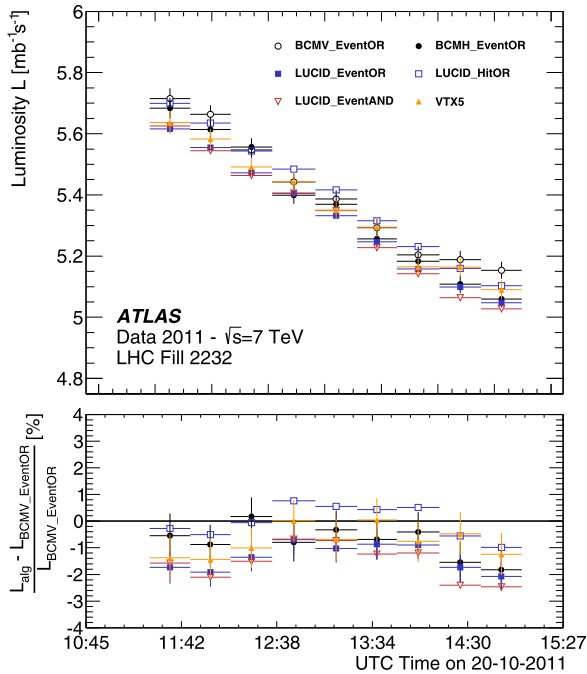 Luminosity L [mb⁻¹s⁻¹]
5.8
5.6
5.4
5.2
5
4.8
BCMV_EventOR
BCMH_EventOR
LUCID_EventOR
LUCID_HitOR
LUCID_EventAND
VTX5
ATLAS
Data 2011 - √s=7 TeV
LHC Fill 2232
L_alg - L_BCMV_EventOR
L_BCMV_EventOR
[%]
4
3
2
1
0
-1
-2
-3
-4
10:45 11:42 12:38 13:34 14:30 15:27
UTC Time on 20-10-2011